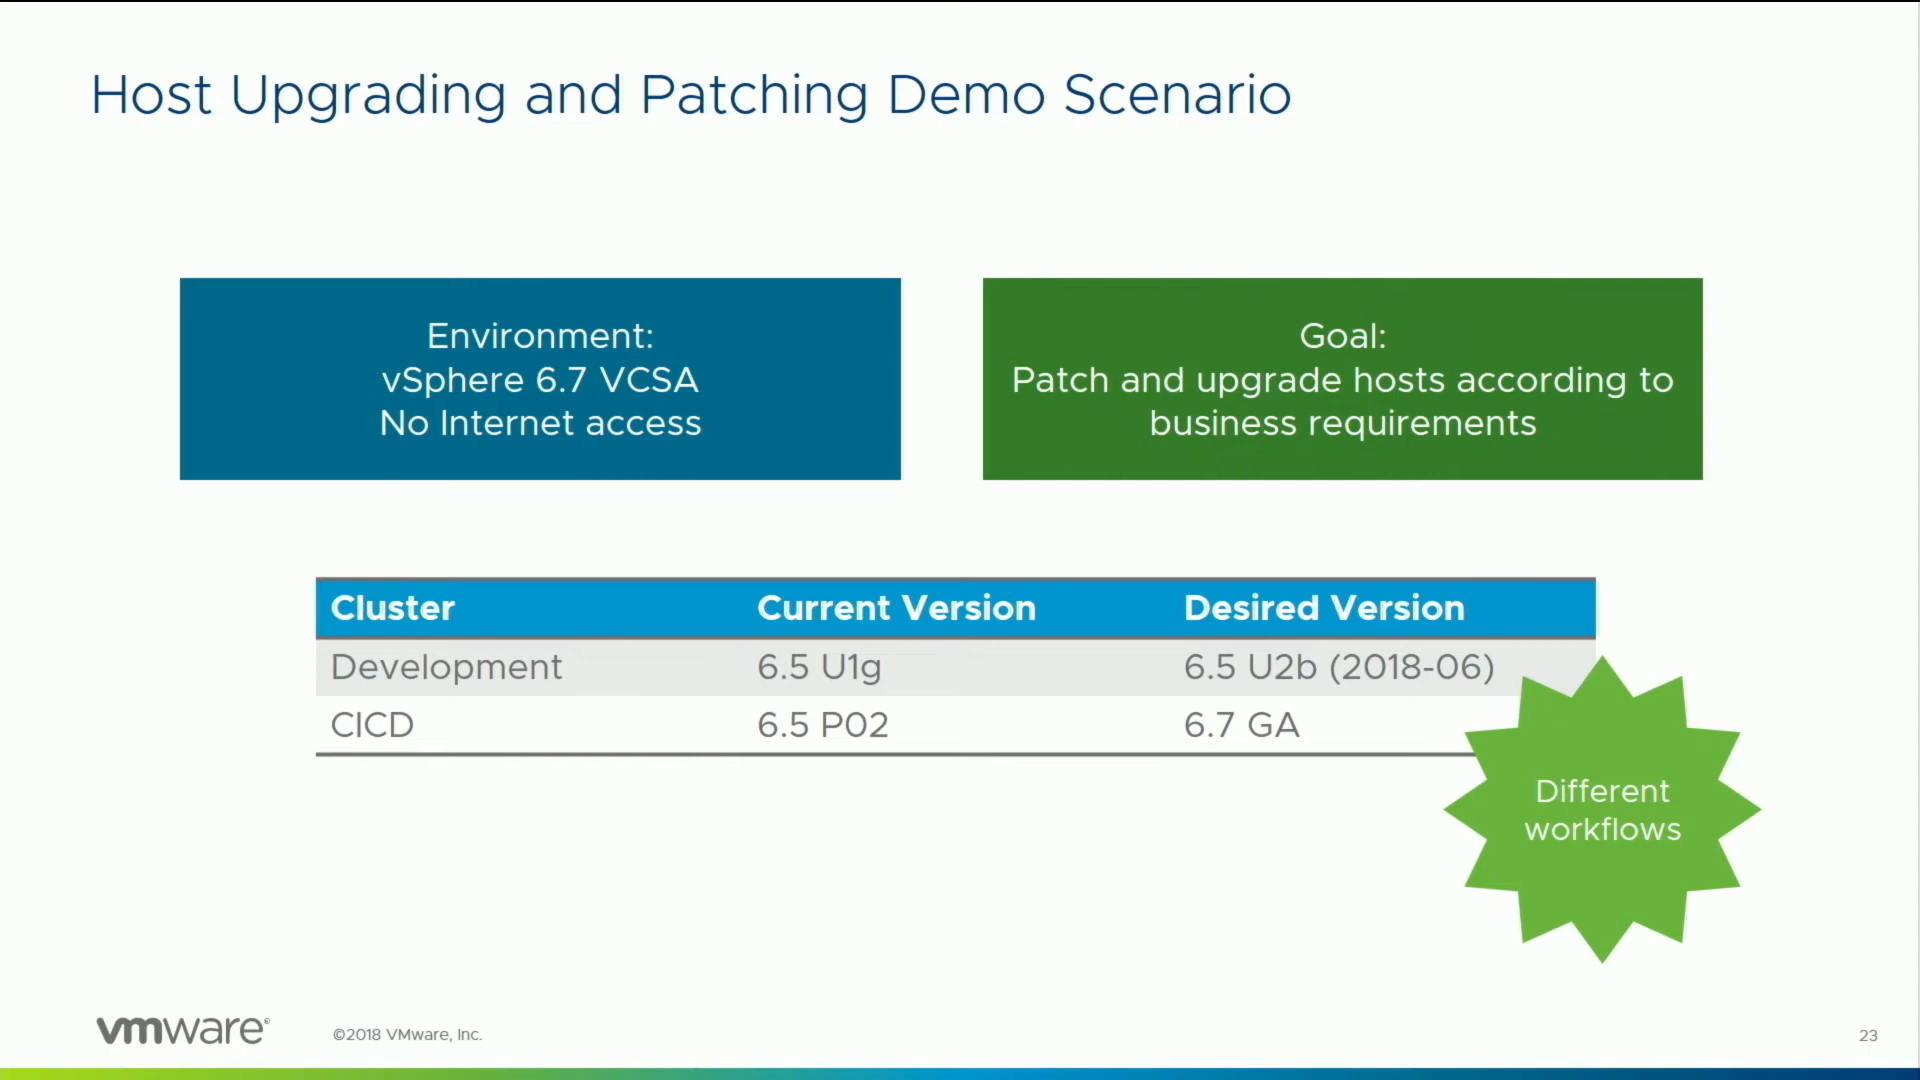 Host Upgrading and Patching Demo Scenario
Environment:
vSphere 6.7 VCSA
No Internet access
Goal:
Patch and upgrade hosts according to
business requirements
Cluster Current Version Desired Version
Development 6.5 U1g 6.5 U2b (2018-06)
CICD 6.5 P02 6.7 GA
Different
workflows
vmware®
©2018 VMware, Inc.
23